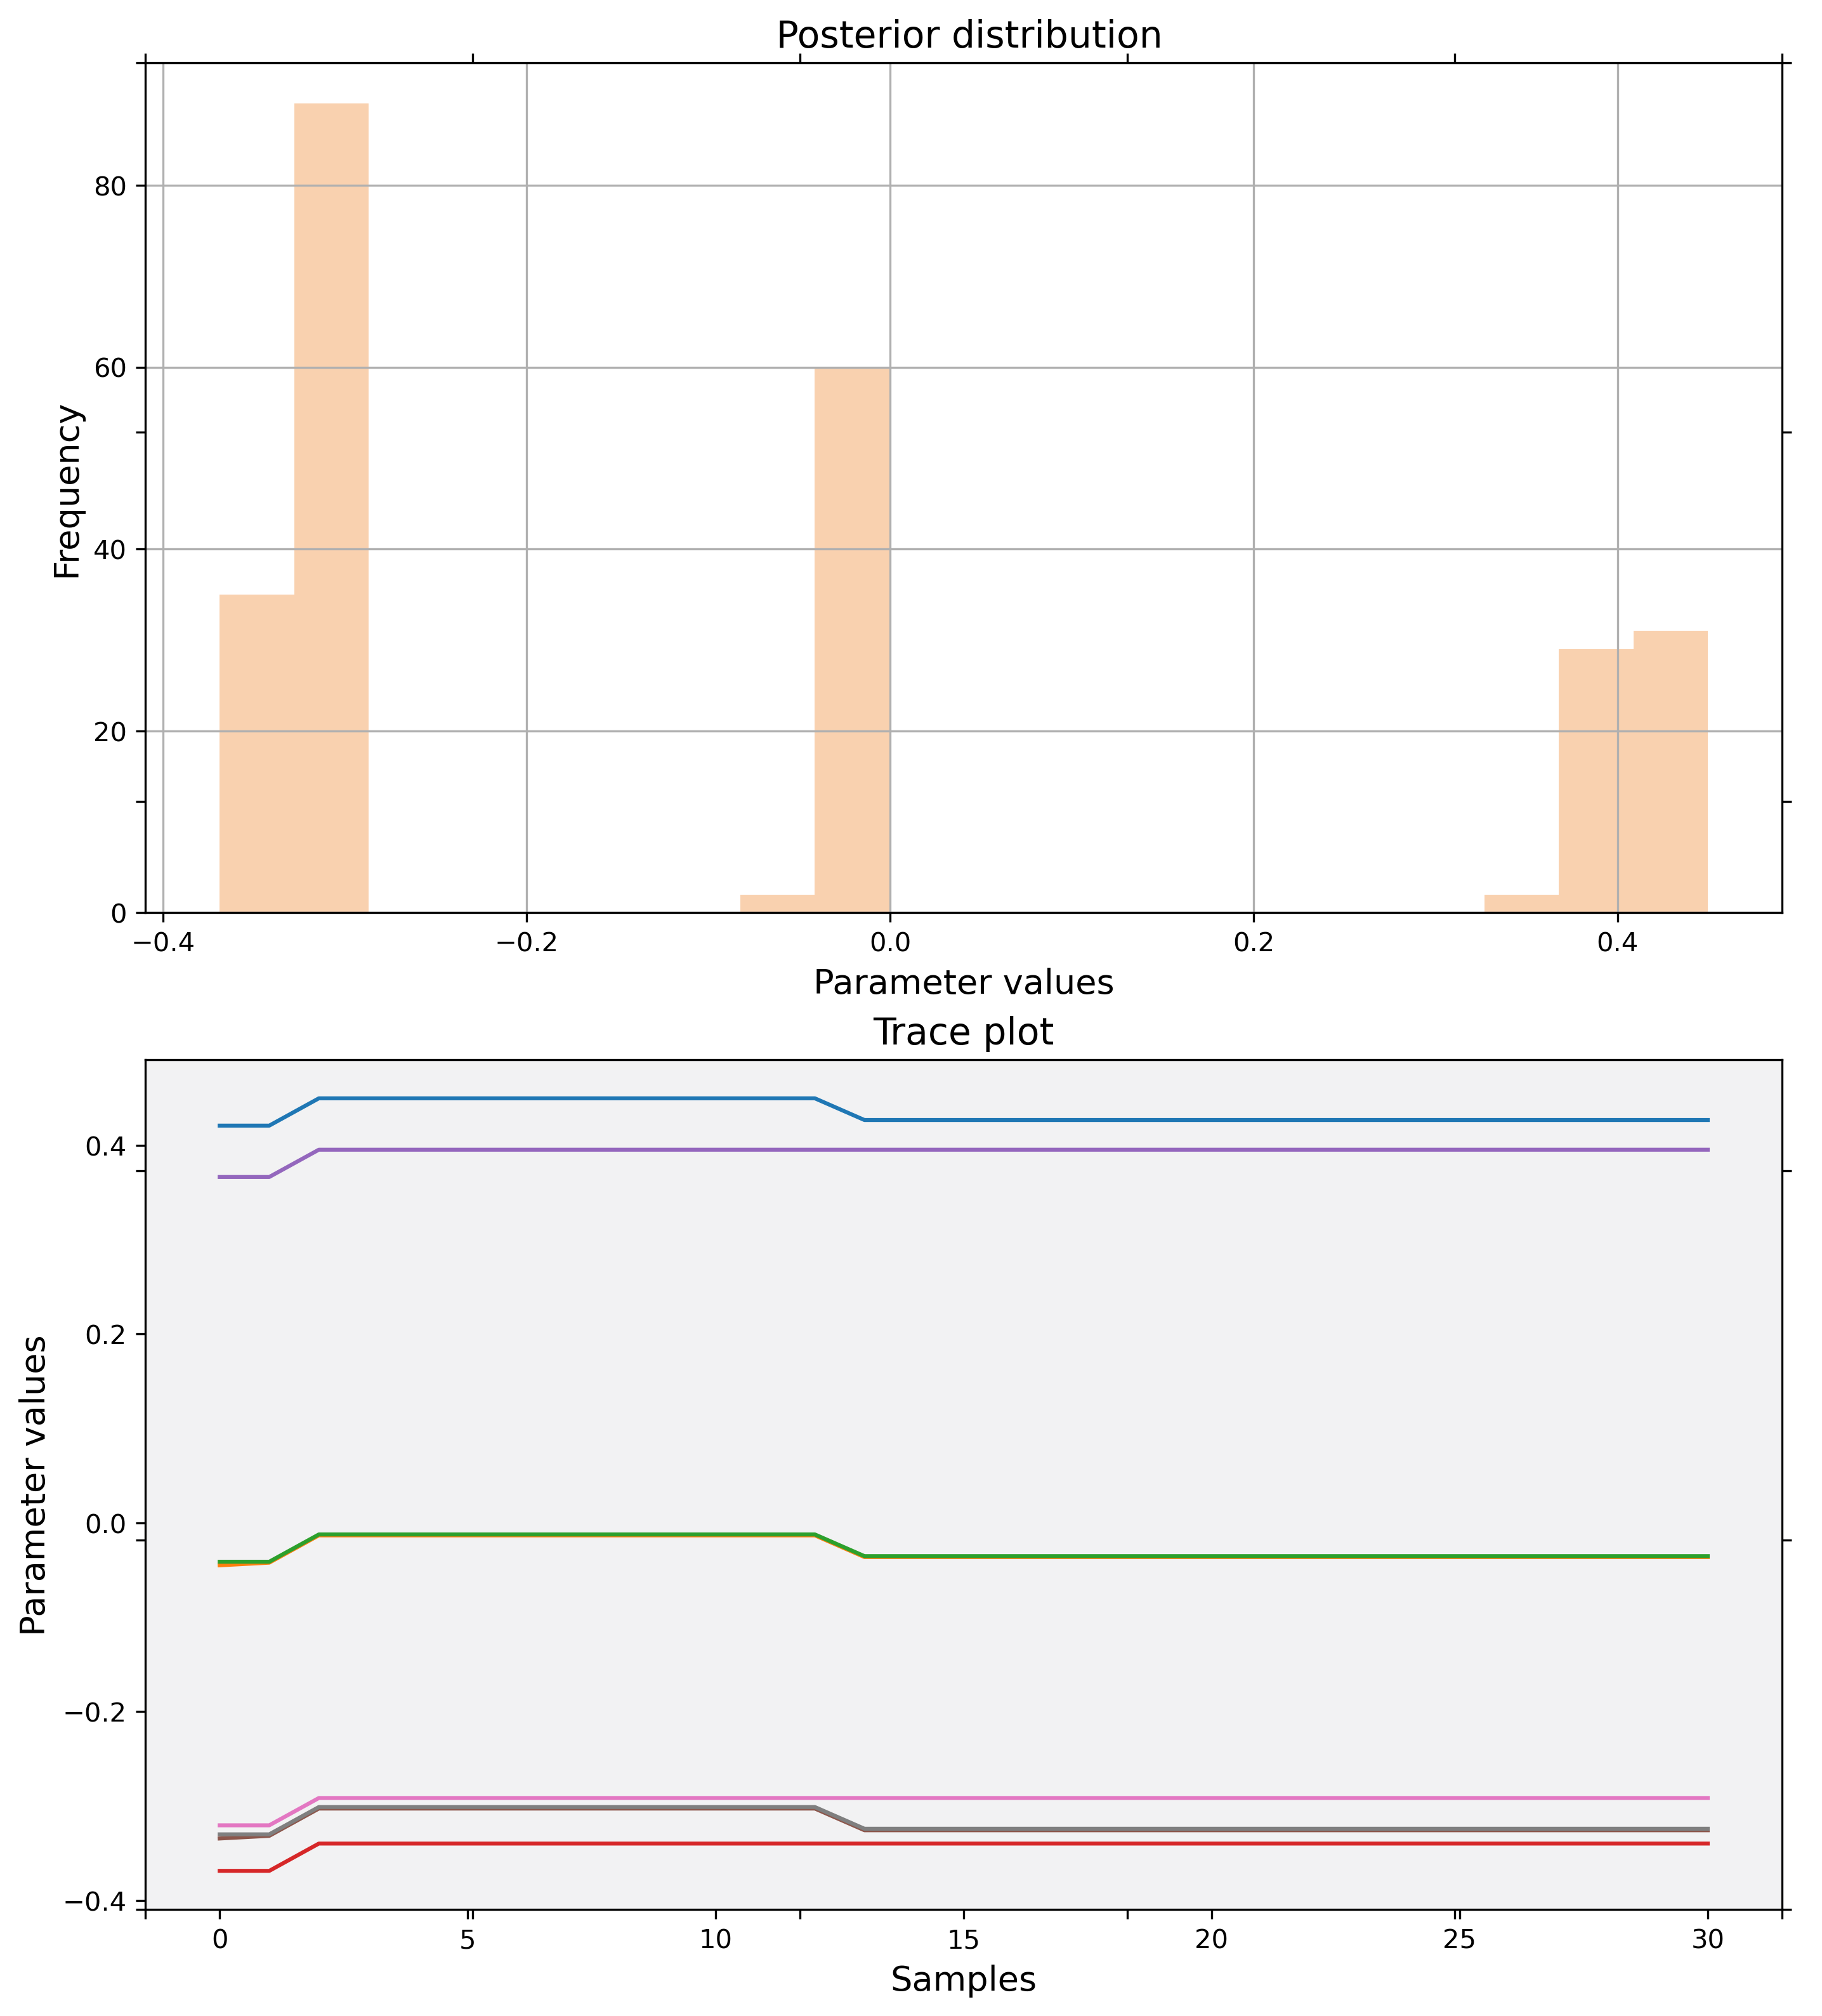 Posterior distribution
Frequency
80
60
40
20
0
−0.4 −0.2 0.0 0.2 0.4
Parameter values
Trace plot
Parameter values
0.4
0.2
0.0
−0.2
−0.4
0 5 10 15 20 25 30
Samples